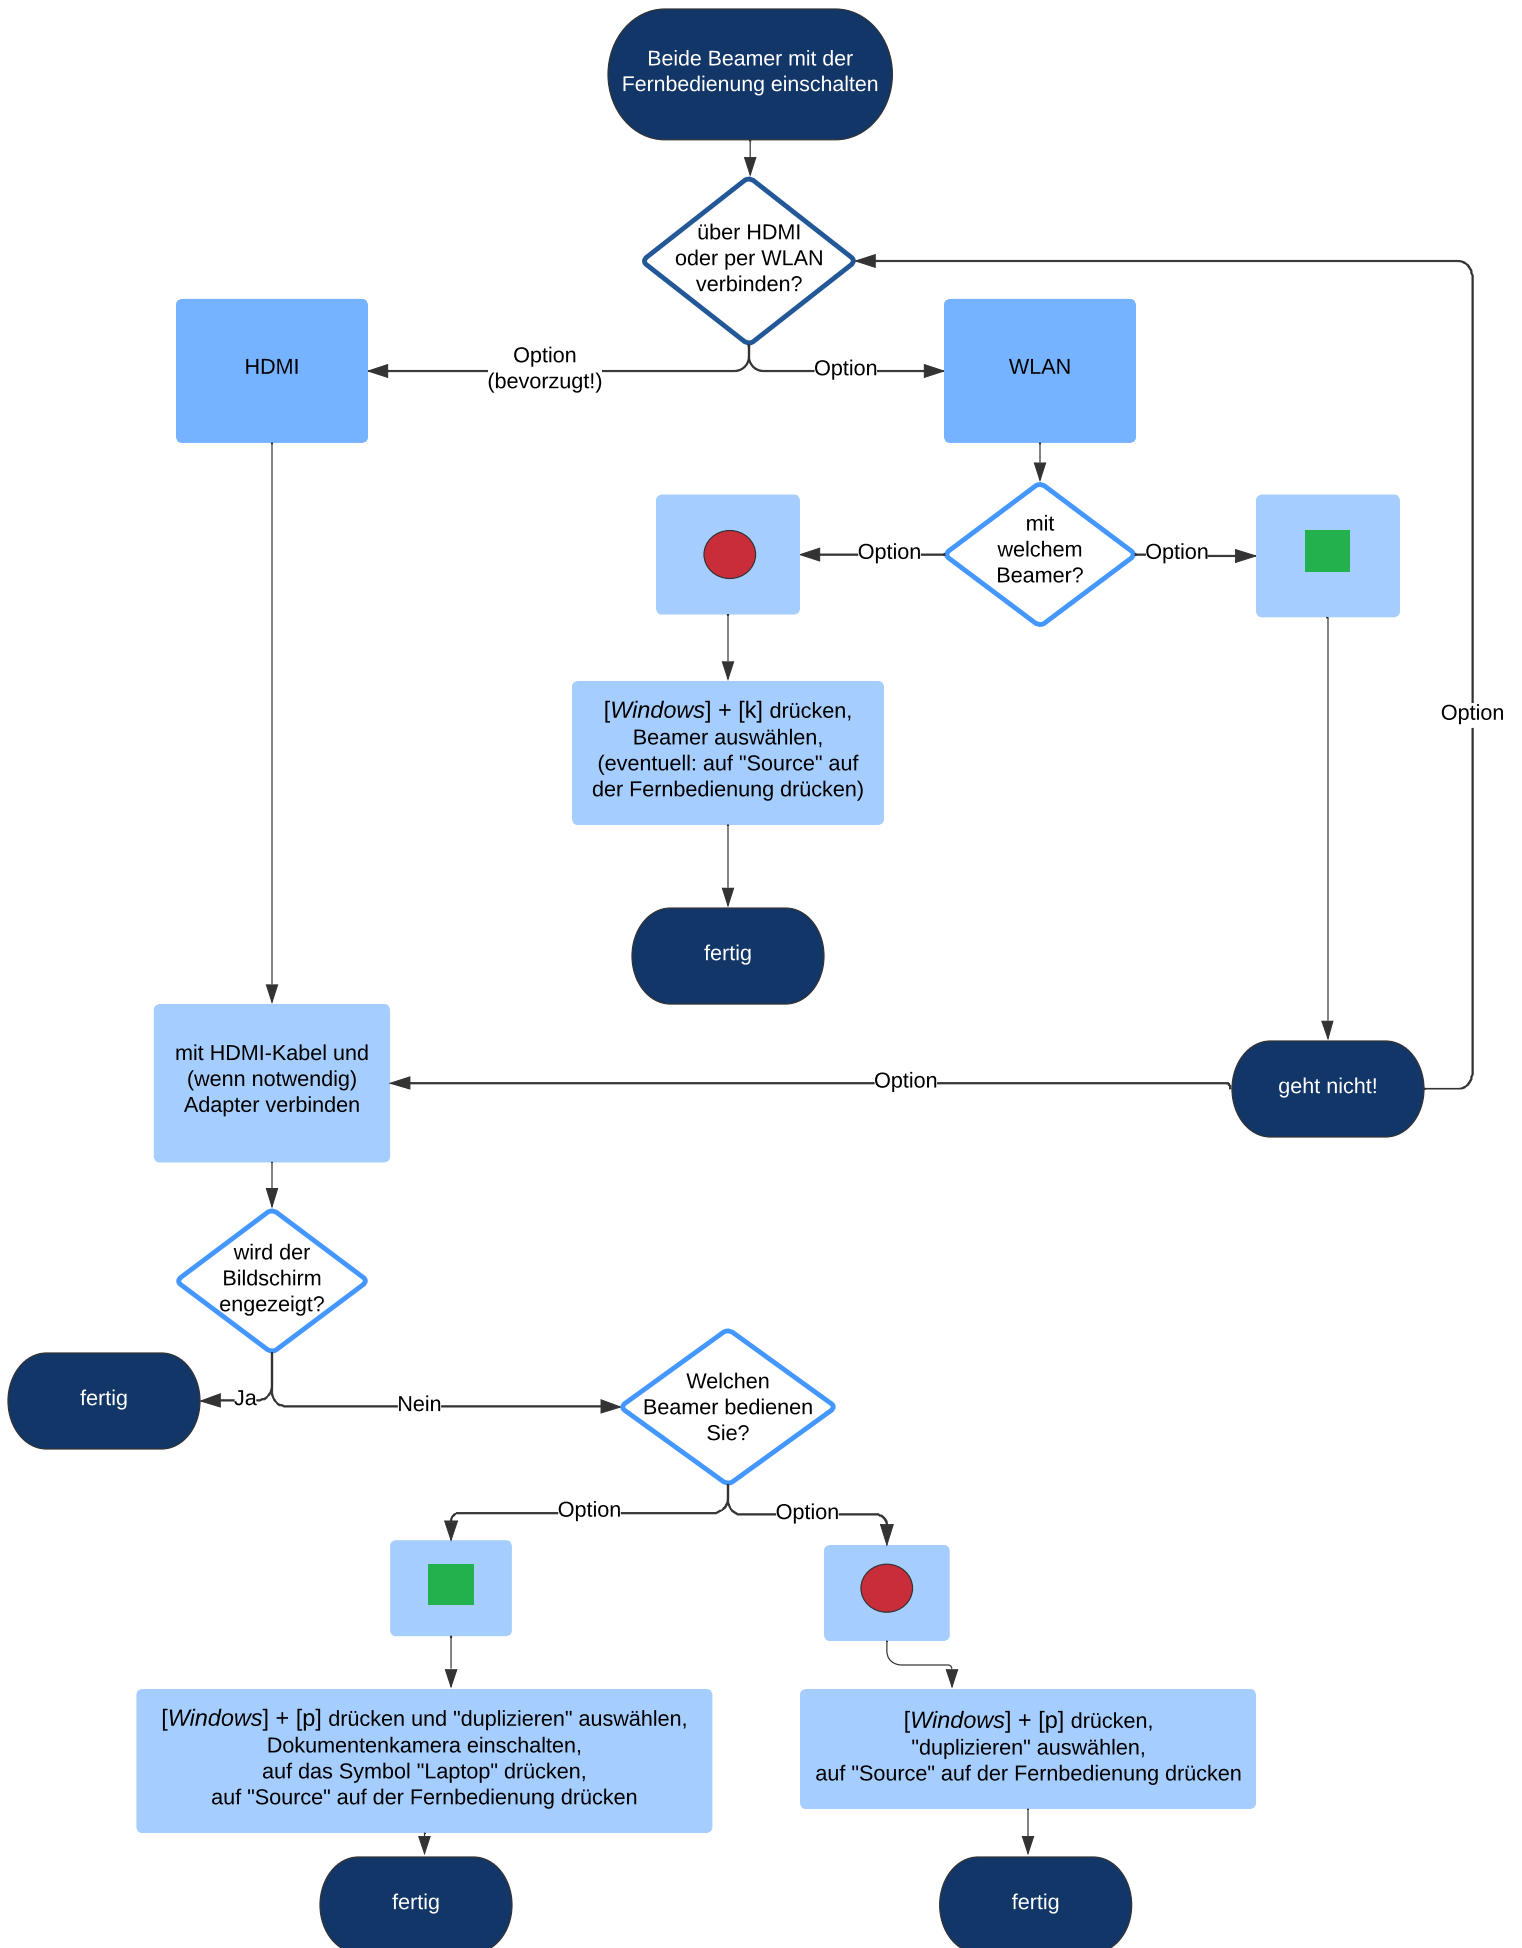 Beide Beamer mit der
Fernbedienung einschalten
über HDMI
oder per WLAN
verbinden?
Option
(bevorzugt!)
Option
HDMI
WLAN
mit
welchem
Beamer?
Option
Option
[Windows] + [k] drücken,
Beamer auswählen,
(eventuell: auf "Source" auf
der Fernbedienung drücken)
Option
fertig
mit HDMI-Kabel und
(wenn notwendig)
Adapter verbinden
Option
geht nicht!
wird der
Bildschirm
engezeigt?
fertig
Ja
Nein
Welchen
Beamer bedienen
Sie?
Option
Option
[Windows] + [p] drücken und "duplizieren" auswählen,
Dokumentenkamera einschalten,
auf das Symbol "Laptop" drücken,
auf "Source" auf der Fernbedienung drücken
[Windows] + [p] drücken,
"duplizieren" auswählen,
auf "Source" auf der Fernbedienung drücken
fertig
fertig